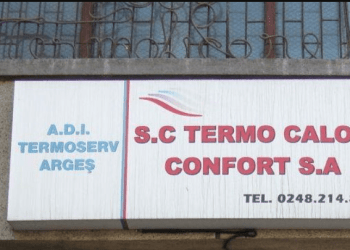 A.D.I.
TERMOSERV
ARGEȘ
S.C TERMO CALO
CONFORT S.A
TEL. 0248.214.